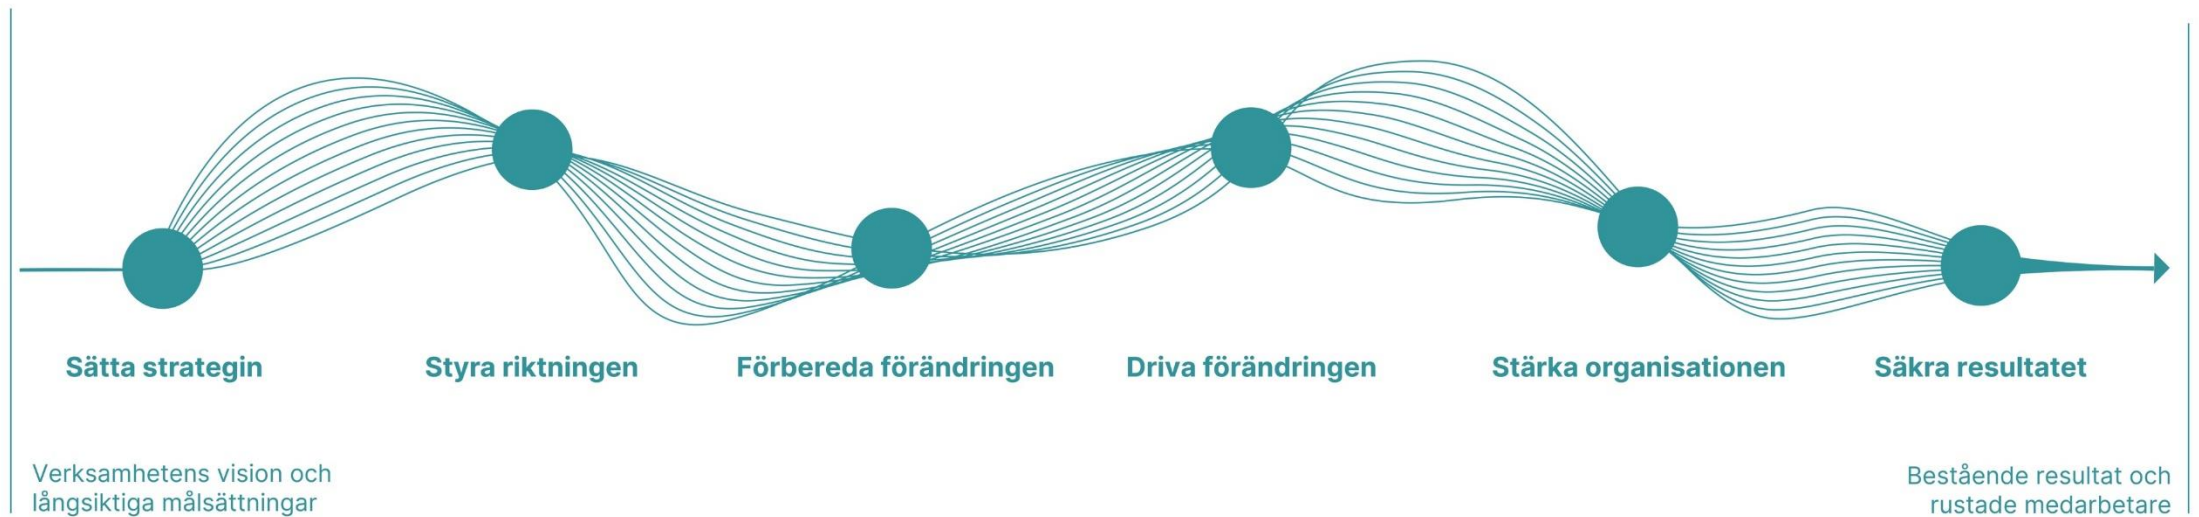 Sätta strategin
Styra riktningen
Förbereda förändringen
Driva förändringen
Stärka organisationen
Säkra resultatet
Verksamhetens vision och
långsiktiga målsättningar
Bestående resultat och
rustade medarbetare